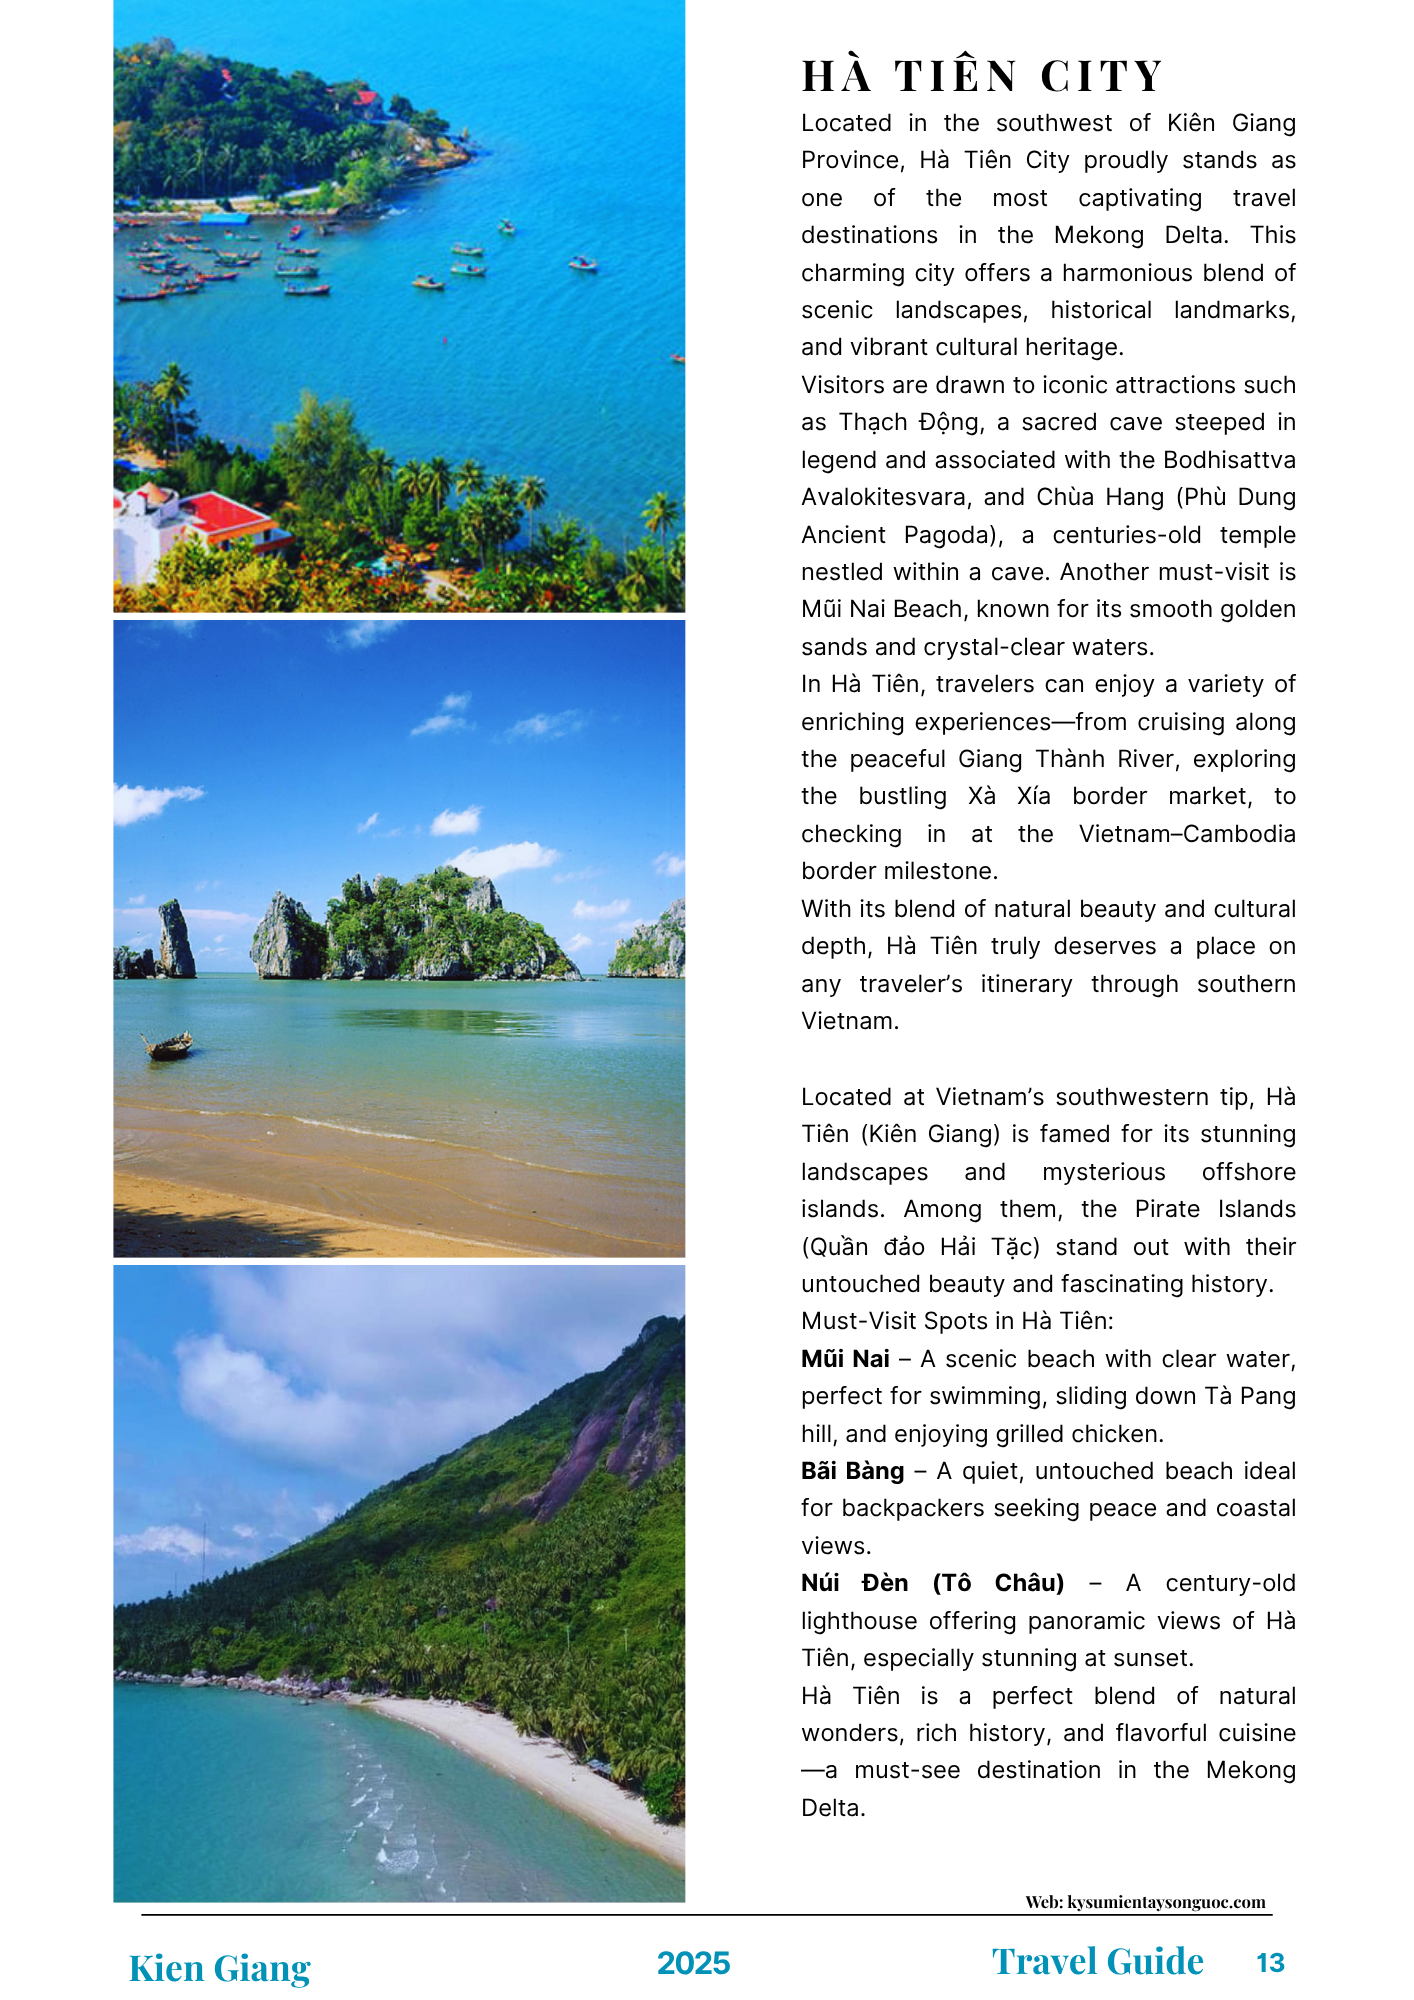 HÀ TIÊN CITY
Located in the southwest of Kiên Giang
Province, Hà Tiên City proudly stands as
one of the most captivating travel
destinations in the Mekong Delta. This
charming city offers a harmonious blend of
scenic landscapes, historical landmarks,
and vibrant cultural heritage.
Visitors are drawn to iconic attractions such
as Thạch Động, a sacred cave steeped in
legend and associated with the Bodhisattva
Avalokitesvara, and Chùa Hang (Phù Dung
Ancient Pagoda), a centuries-old temple
nestled within a cave. Another must-visit is
Mũi Nai Beach, known for its smooth golden
sands and crystal-clear waters.
In Hà Tiên, travelers can enjoy a variety of
enriching experiences—from cruising along
the peaceful Giang Thành River, exploring
the bustling Xà Xía border market, to
checking in at the Vietnam–Cambodia
border milestone.
With its blend of natural beauty and cultural
depth, Hà Tiên truly deserves a place on
any traveler’s itinerary through southern
Vietnam.
Located at Vietnam’s southwestern tip, Hà
Tiên (Kiên Giang) is famed for its stunning
landscapes and mysterious offshore
islands. Among them, the Pirate Islands
(Quần đảo Hải Tặc) stand out with their
untouched beauty and fascinating history.
Must-Visit Spots in Hà Tiên:
Mũi Nai – A scenic beach with clear water,
perfect for swimming, sliding down Tà Pang
hill, and enjoying grilled chicken.
Bãi Bàng – A quiet, untouched beach ideal
for backpackers seeking peace and coastal
views.
Núi Đèn (Tô Châu) – A century-old
lighthouse offering panoramic views of Hà
Tiên, especially stunning at sunset.
Hà Tiên is a perfect blend of natural
wonders, rich history, and flavorful cuisine
—a must-see destination in the Mekong
Delta.
Web: kysumientaysonguoc.com
Kien Giang 2025 Travel Guide 13